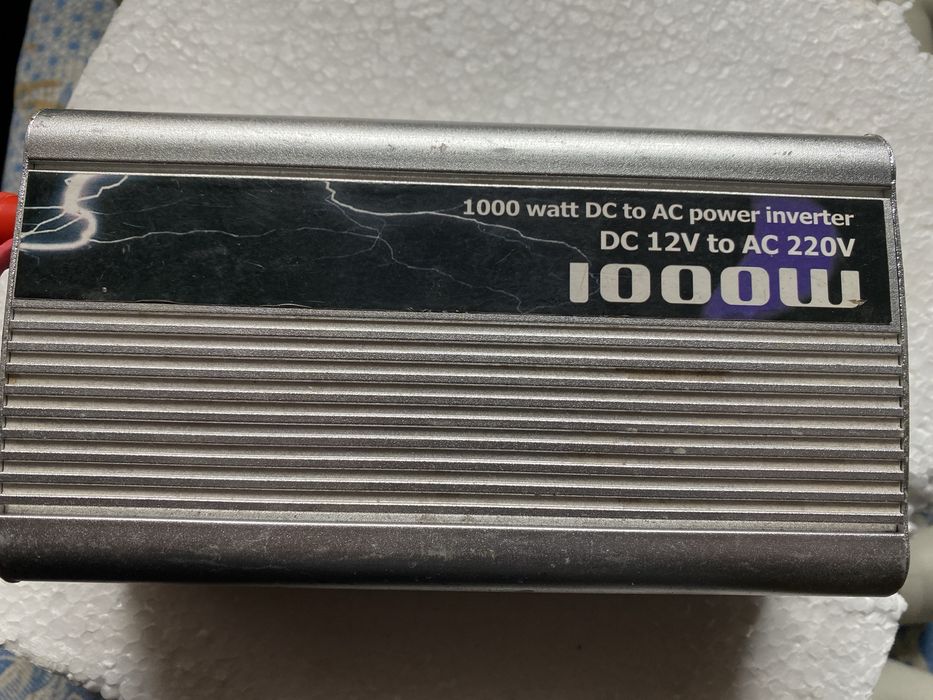 1000 watt DC to AC power inverter
DC 12V to AC 220V
1000W